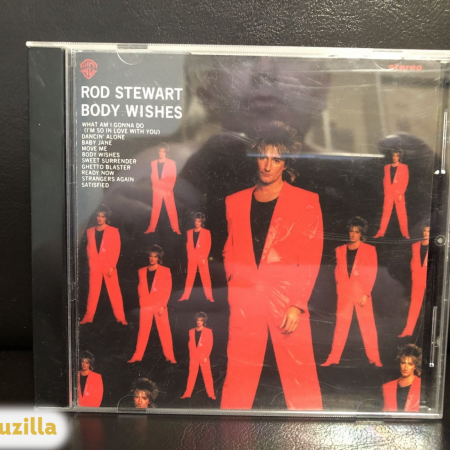 STEREO
ROD STEWART
BODY WISHES
WHAT AM I GONNA DO
(I'M SO IN LOVE WITH YOU)
DANCIN' ALONE
BABY JANE
MOVE ME
BODY WISHES
SWEET SURRENDER
GHETTO BLASTER
READY NOW
STRANGERS AGAIN
SATISFIED
uzilla